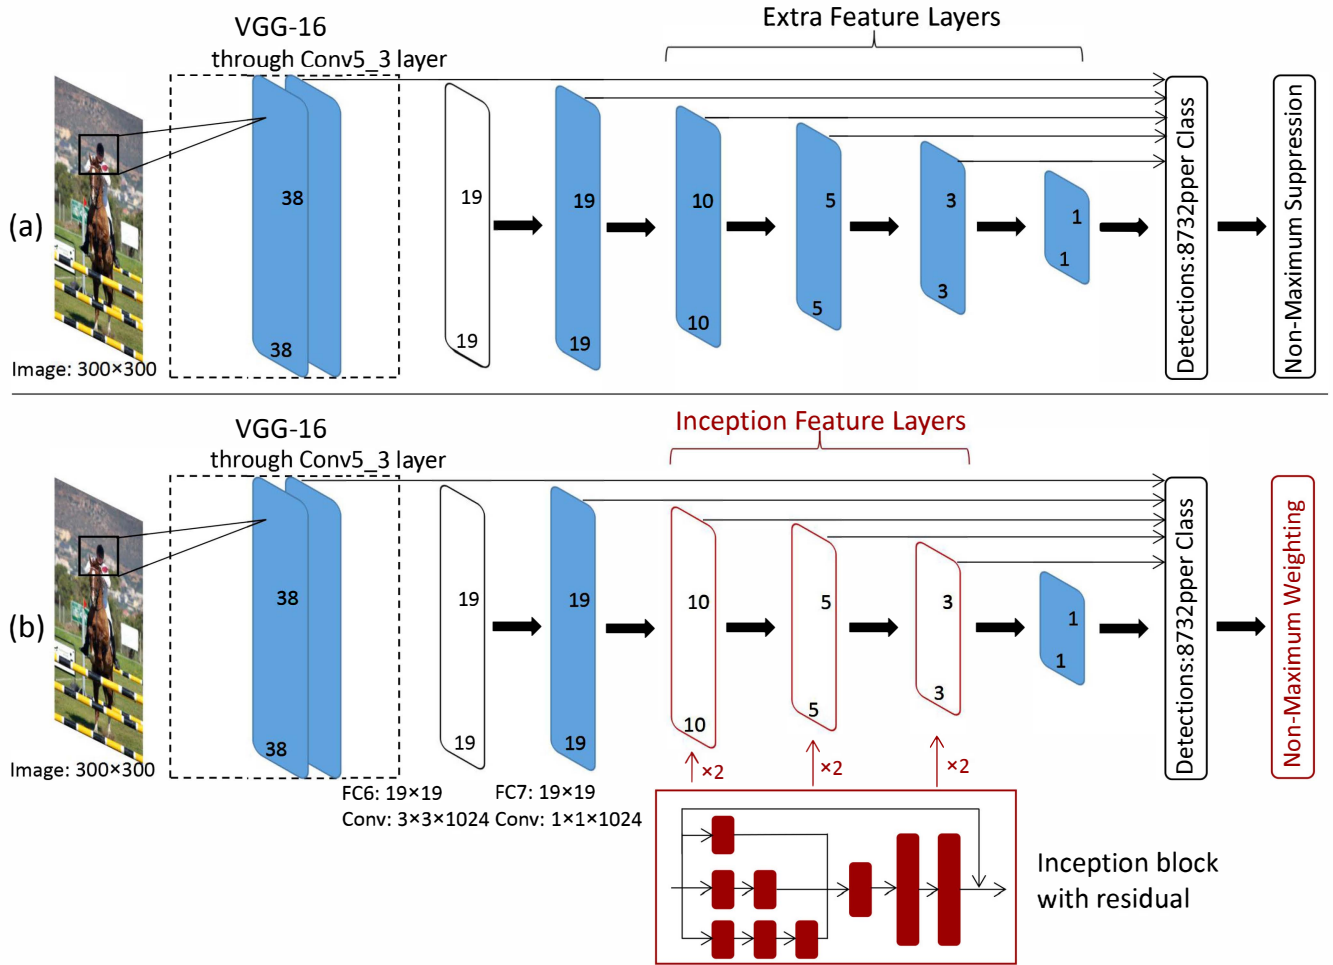 VGG-16
through Conv5_3 layer
Extra Feature Layers
(a)
Image: 300×300
38
38
19
19
19
19
10
10
5
5
3
3
1
1
Detections:8732pper Class
Non-Maximum Suppression
VGG-16
through Conv5_3 layer
Inception Feature Layers
(b)
Image: 300×300
38
38
19
19
19
19
10
10
5
5
3
3
1
1
Detections:8732pper Class
Non-Maximum Weighting
×2
×2
×2
FC6: 19×19
Conv: 3×3×1024
FC7: 19×19
Conv: 1×1×1024
Inception block
with residual